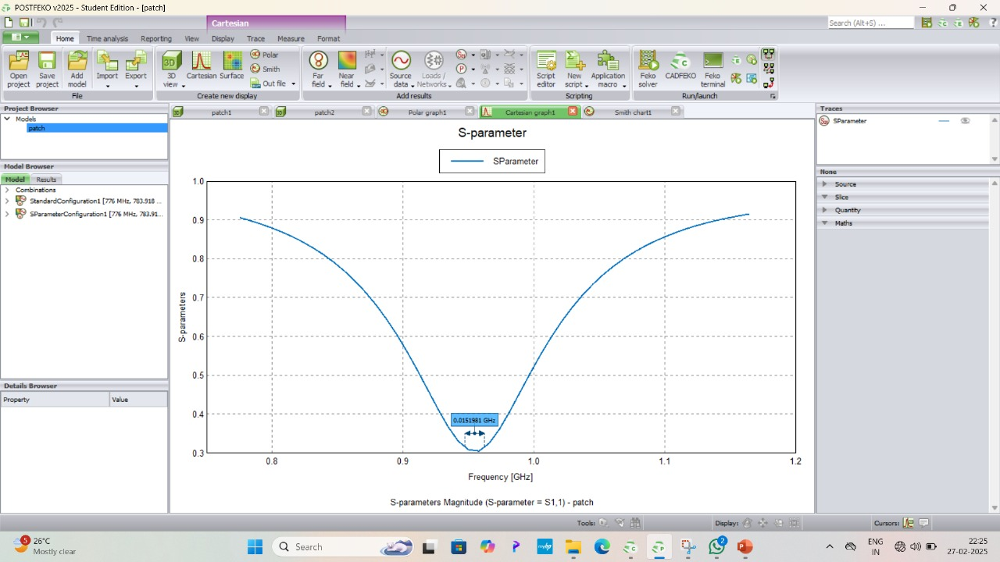 POSTFEKO v2025 - Student Edition - [patch]
Cartesian
Search (Alt+S) ...
Home Time analysis Reporting View Display Trace Measure Format
Open project
Save project
Add model
Import
Export
3D view
Cartesian
Surface
Polar
Smith
Out file
Far field
Near field
Source data
Loads / Networks
Script editor
New script
Application macro
Feko solver
CADFEKO
Feko terminal
File
Create new display
Add results
Scripting
Run/launch
Project Browser
Models
patch
Model Browser
Model Results
Combinations
StandardConfiguration1 [776 MHz, 783.918 ...
SParameterConfiguration1 [776 MHz, 783.91...
Details Browser
Property Value
patch1 patch2 Polar graph1 Cartesian graph1 Smith chart1
S-parameter
SParameter
1.0
0.9
0.8
0.7
0.6
0.5
0.4
0.3
S-parameters
0.0151981 GHz
0.8 0.9 1.0 1.1 1.2
Frequency [GHz]
S-parameters Magnitude (S-parameter = S1,1) - patch
Traces
SParameter
None
Source
Slice
Quantity
Maths
Tools:
Display:
Cursors:
5
26°C
Mostly clear
Search
2
ENG
IN
22:25
27-02-2025